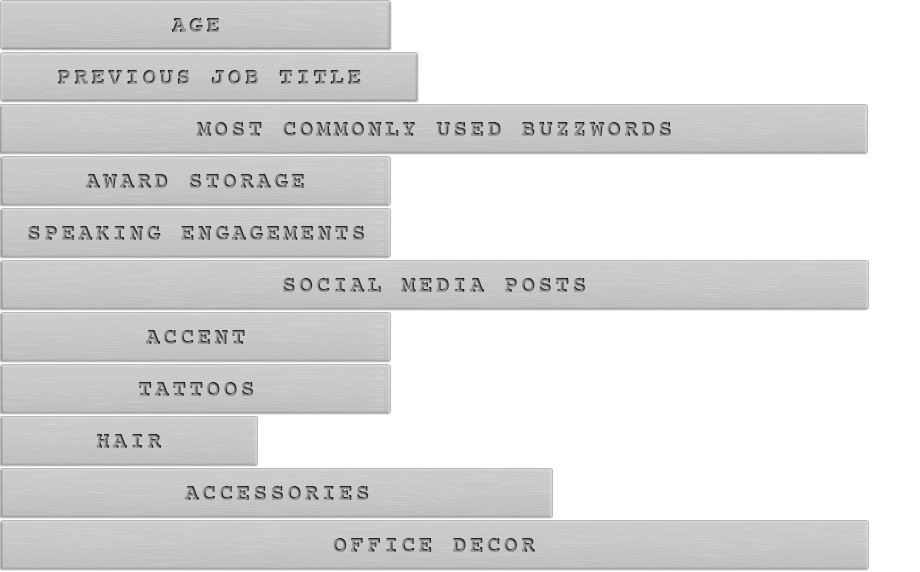 AGE
PREVIOUS JOB TITLE
MOST COMMONLY USED BUZZWORDS
AWARD STORAGE
SPEAKING ENGAGEMENTS
SOCIAL MEDIA POSTS
ACCENT
TATTOOS
HAIR
ACCESSORIES
OFFICE DECOR